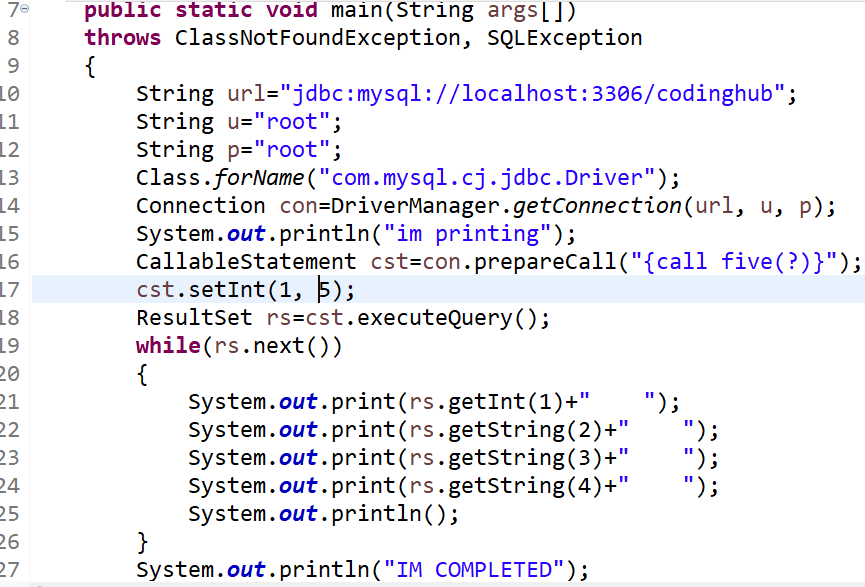 7 public static void main(String args[])
8 throws ClassNotFoundException, SQLException
9 {
10 String url="jdbc:mysql://localhost:3306/codinghub";
11 String u="root";
12 String p="root";
13 Class.forName("com.mysql.cj.jdbc.Driver");
14 Connection con=DriverManager.getConnection(url, u, p);
15 System.out.println("im printing");
16 CallableStatement cst=con.prepareCall("{call five(?)}");
17 cst.setInt(1, 5);
18 ResultSet rs=cst.executeQuery();
19 while(rs.next())
20 {
21 System.out.print(rs.getInt(1)+"    ");
22 System.out.print(rs.getString(2)+"    ");
23 System.out.print(rs.getString(3)+"    ");
24 System.out.print(rs.getString(4)+"    ");
25 System.out.println();
26 }
27 System.out.println("IM COMPLETED");